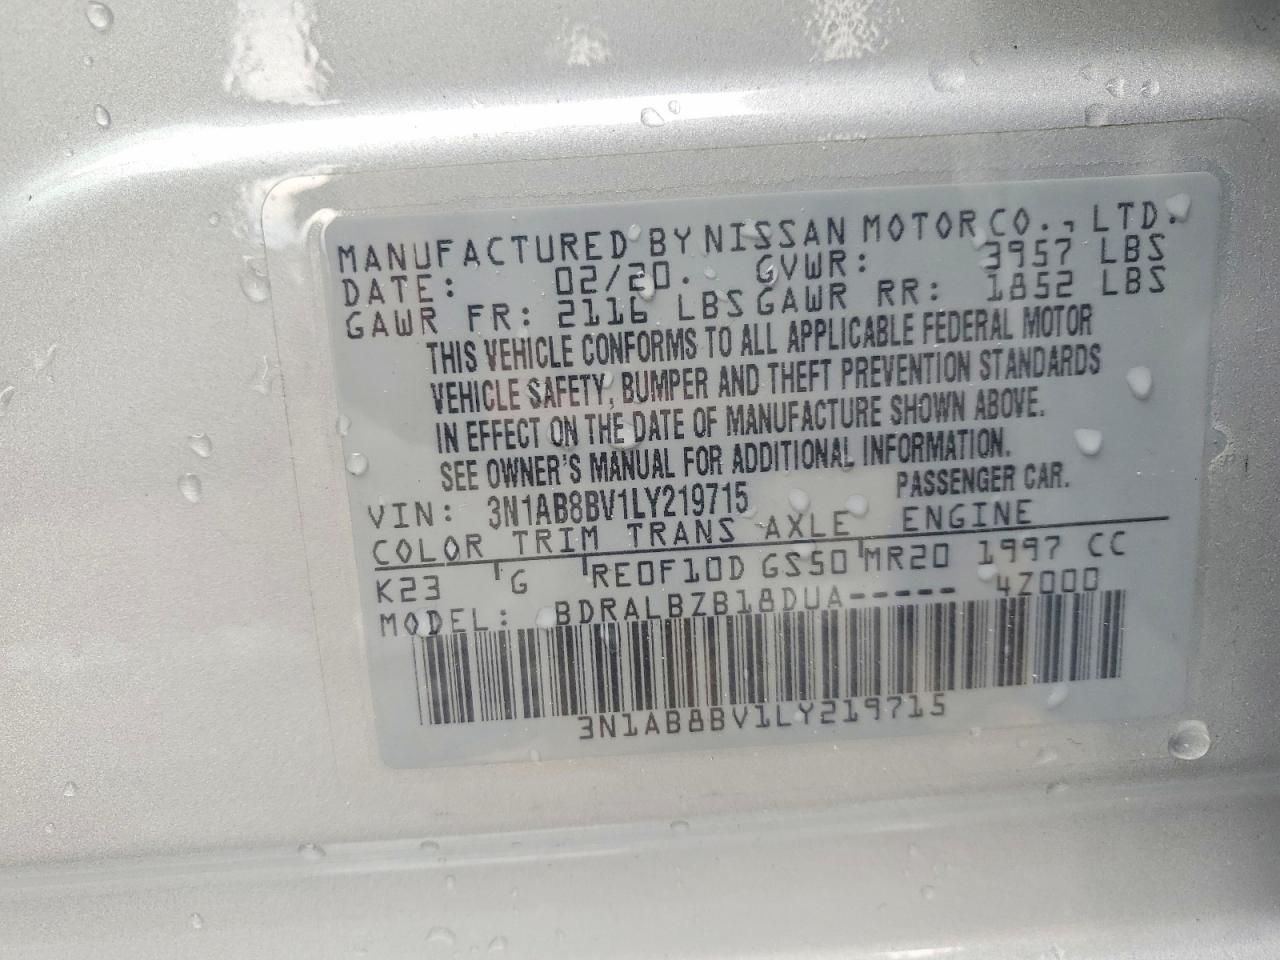 MANUFACTURED BY NISSAN MOTOR CO., LTD.
DATE: 02/20. GVWR: 3957 LBS
GAWR FR: 2116 LBS GAWR RR: 1852 LBS
THIS VEHICLE CONFORMS TO ALL APPLICABLE FEDERAL MOTOR
VEHICLE SAFETY, BUMPER AND THEFT PREVENTION STANDARDS
IN EFFECT ON THE DATE OF MANUFACTURE SHOWN ABOVE.
SEE OWNER'S MANUAL FOR ADDITIONAL INFORMATION.
VIN: 3N1AB8BV1LY219715 PASSENGER CAR.
COLOR TRIM TRANS AXLE ENGINE
K23 G RE0F10D GS50 MR20 1997 CC
MODEL: BDRALBZB18DUA----- 4Z000
3N1AB8BV1LY219715